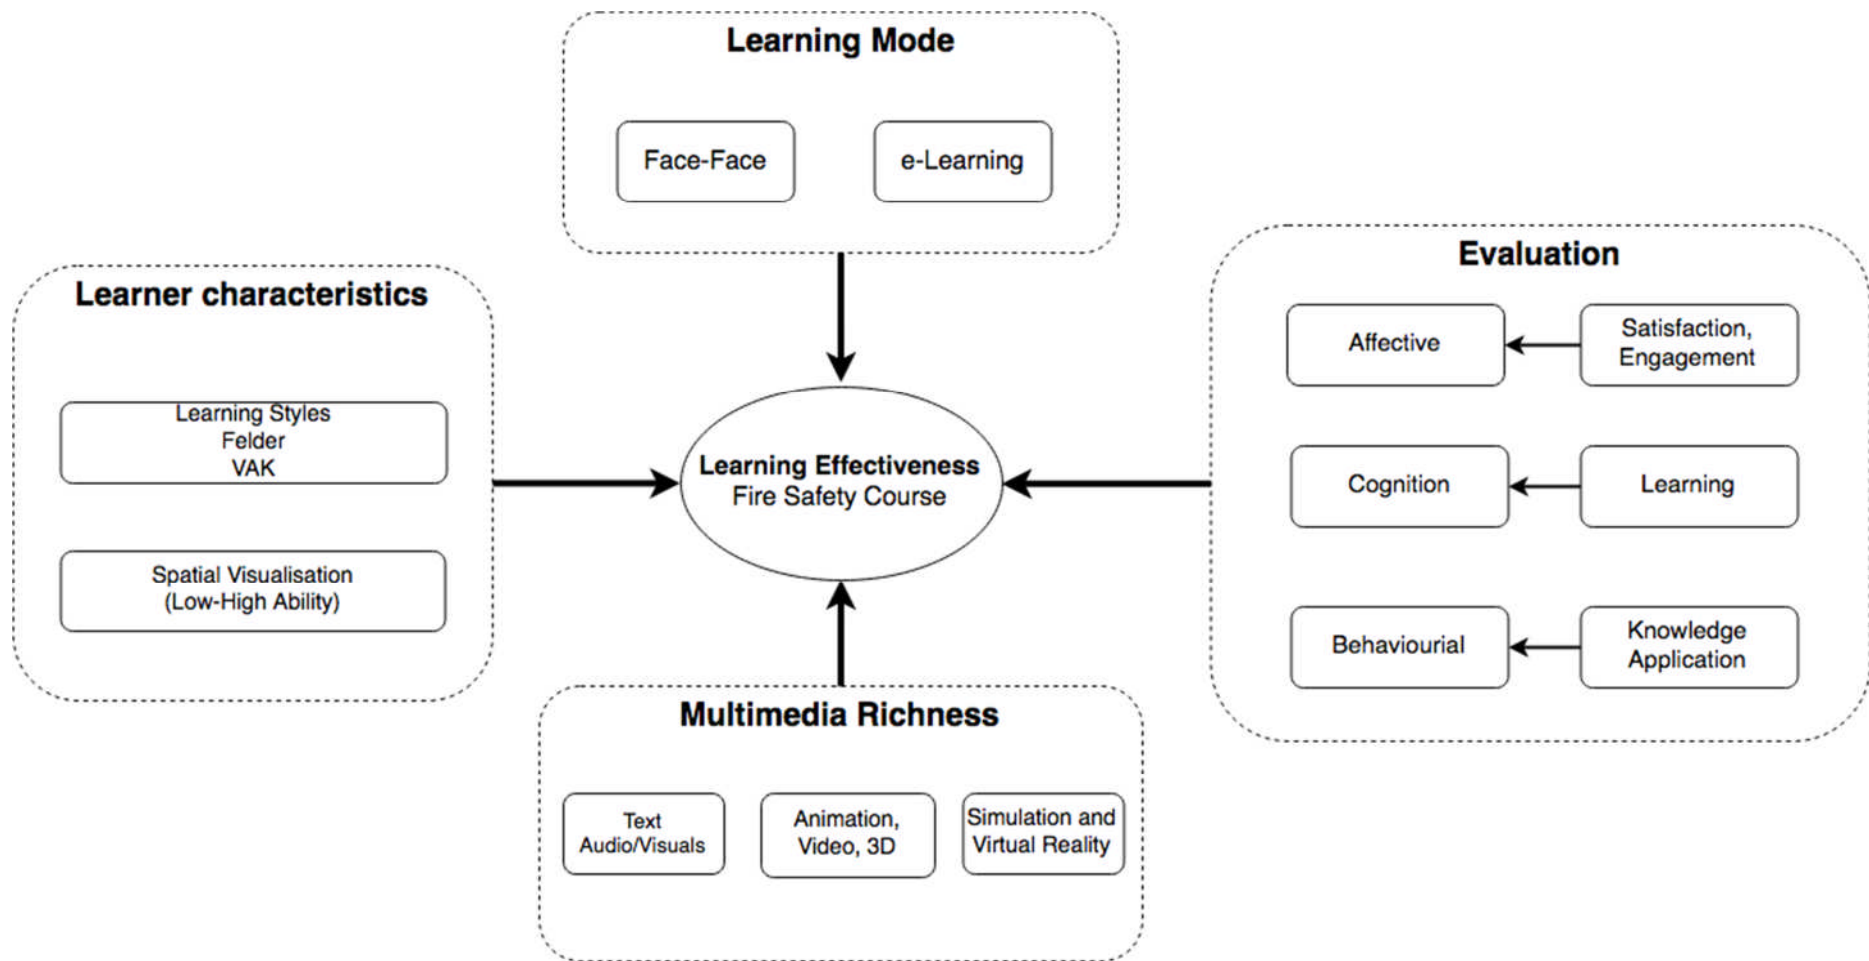 Learning Mode
Face-Face
e-Learning
Learner characteristics
Learning Styles
Felder
VAK
Spatial Visualisation
(Low-High Ability)
Learning Effectiveness
Fire Safety Course
Evaluation
Affective
Satisfaction,
Engagement
Cognition
Learning
Behaviourial
Knowledge
Application
Multimedia Richness
Text
Audio/Visuals
Animation,
Video, 3D
Simulation and
Virtual Reality